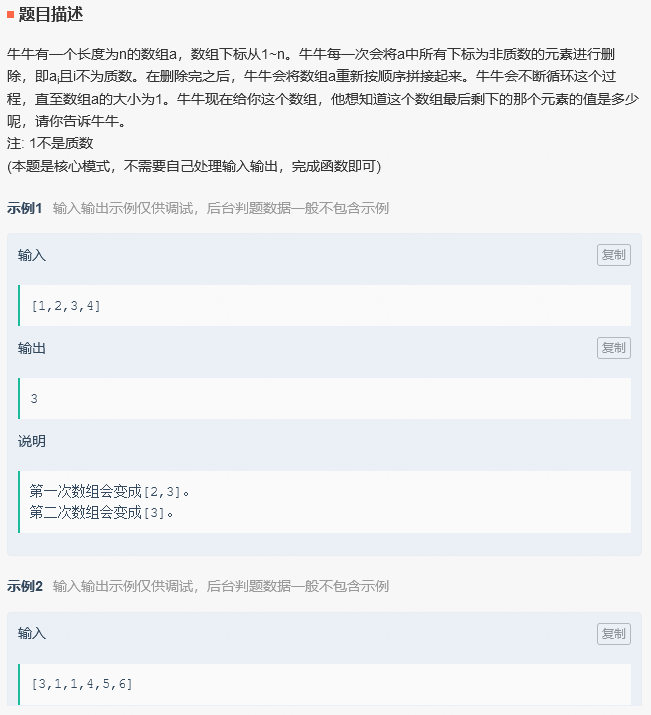 题目描述
牛牛有一个长度为n的数组a，数组下标从1~n。牛牛每一次会将a中所有下标为非质数的元素进行删
除，即aᵢ且i不为质数。在删除完之后，牛牛会将数组a重新按顺序拼接起来。牛牛会不断循环这个过
程，直至数组a的大小为1。牛牛现在给你这个数组，他想知道这个数组最后剩下的那个元素的值是多少
呢，请你告诉牛牛。
注: 1不是质数
(本题是核心模式，不需要自己处理输入输出，完成函数即可)
示例1 输入输出示例仅供调试，后台判题数据一般不包含示例
输入 复制
[1,2,3,4]
输出 复制
3
说明
第一次数组会变成[2,3]。
第二次数组会变成[3]。
示例2 输入输出示例仅供调试，后台判题数据一般不包含示例
输入 复制
[3,1,1,4,5,6]